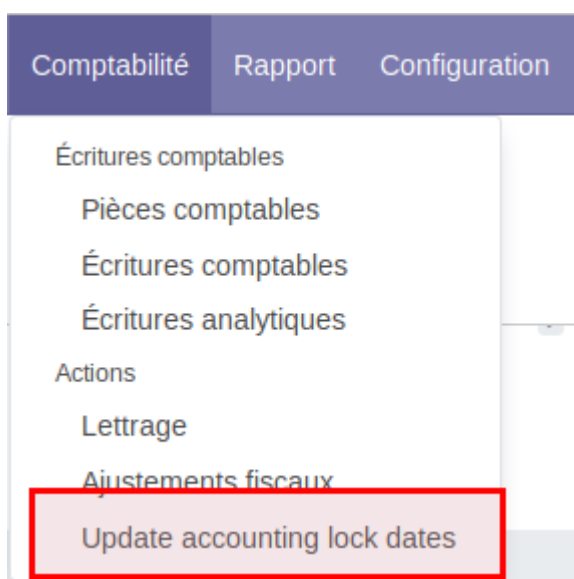 Comptabilité Rapport Configuration
Écritures comptables
Pièces comptables
Écritures comptables
Écritures analytiques
Actions
Lettrage
Ajustements fiscaux
Update accounting lock dates